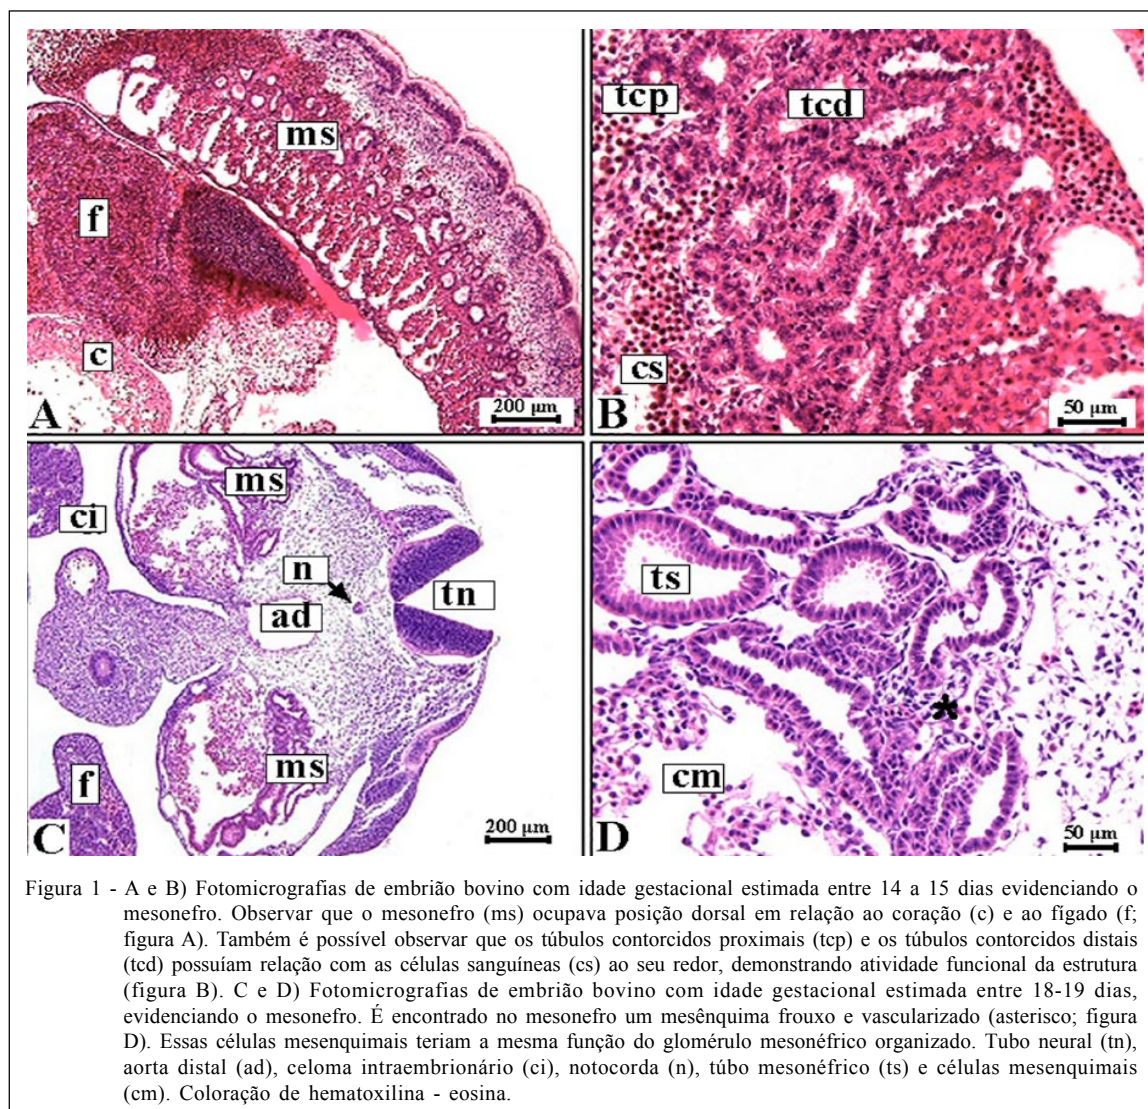 ms
tcp
tcd
f
c
cs
A
200 µm
B
50 µm
ms
ci
n
ad
tn
ts
ms
cm
f
*
C
200 µm
D
50 µm
Figura 1 - A e B) Fotomicrografias de embrião bovino com idade gestacional estimada entre 14 a 15 dias evidenciando o
mesonefro. Observar que o mesonefro (ms) ocupava posição dorsal em relação ao coração (c) e ao fígado (f;
figura A). Também é possível observar que os túbulos contorcidos proximais (tcp) e os túbulos contorcidos distais
(tcd) possuíam relação com as células sanguíneas (cs) ao seu redor, demonstrando atividade funcional da estrutura
(figura B). C e D) Fotomicrografias de embrião bovino com idade gestacional estimada entre 18-19 dias,
evidenciando o mesonefro. É encontrado no mesonefro um mesênquima frouxo e vascularizado (asterisco; figura
D). Essas células mesenquimais teriam a mesma função do glomérulo mesonéfrico organizado. Tubo neural (tn),
aorta distal (ad), celoma intraembrionário (ci), notocorda (n), túbo mesonéfrico (ts) e células mesenquimais
(cm). Coloração de hematoxilina - eosina.